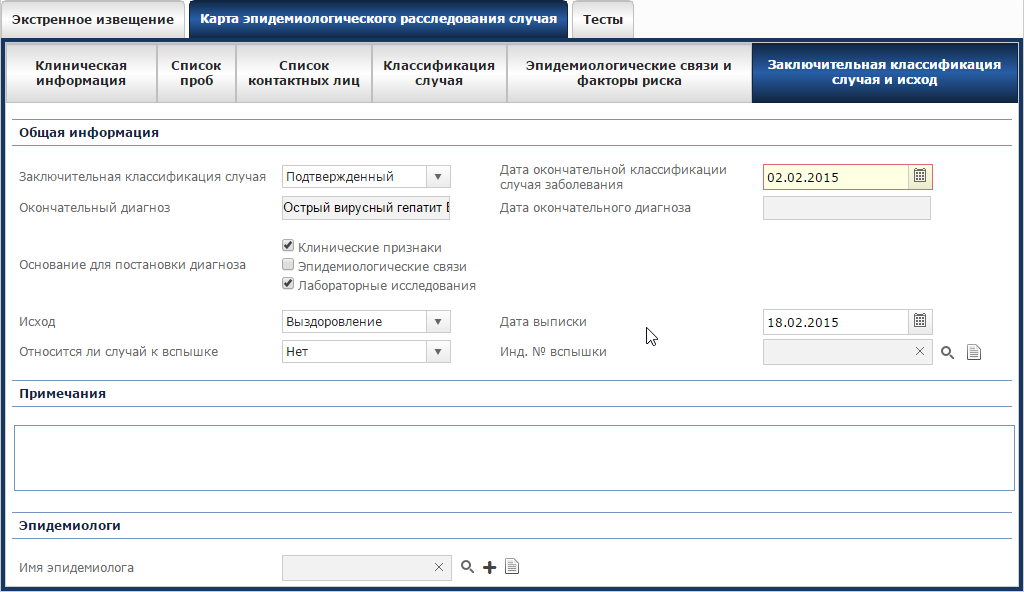 Экстренное извещение
Карта эпидемиологического расследования случая
Тесты
Клиническая
информация
Список
проб
Список
контактных лиц
Классификация
случая
Эпидемиологические связи и
факторы риска
Заключительная классификация
случая и исход
Общая информация
Заключительная классификация случая
Подтвержденный
Дата окончательной классификации
случая заболевания
02.02.2015
Окончательный диагноз
Острый вирусный гепатит
Дата окончательного диагноза
Основание для постановки диагноза
Клинические признаки
Эпидемиологические связи
Лабораторные исследования
Исход
Выздоровление
Дата выписки
18.02.2015
Относится ли случай к вспышке
Нет
Инд. № вспышки
Примечания
Эпидемиологи
Имя эпидемиолога